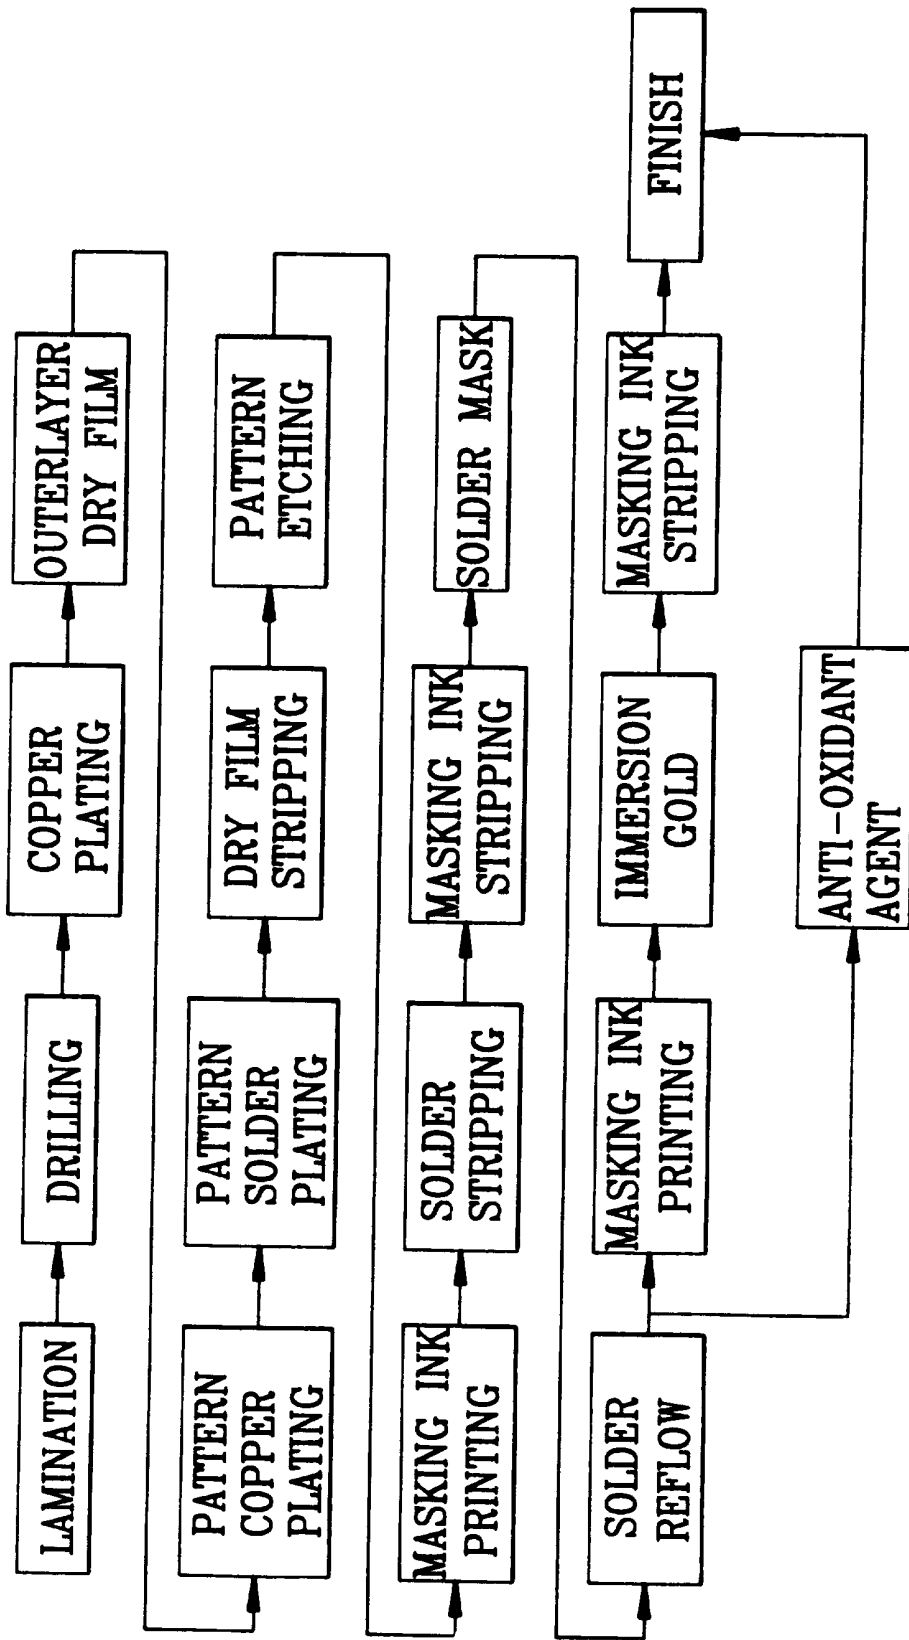 LAMINATION
DRILLING
COPPER
PLATING
OUTERLAYER
DRY FILM
PATTERN
COPPER
PLATING
PATTERN
SOLDER
PLATING
DRY FILM
STRIPPING
PATTERN
ETCHING
MASKING INK
PRINTING
SOLDER
STRIPPING
MASKING INK
STRIPPING
SOLDER MASK
SOLDER
REFLOW
MASKING INK
PRINTING
IMMERSION
GOLD
MASKING INK
STRIPPING
FINISH
ANTI-OXIDANT
AGENT